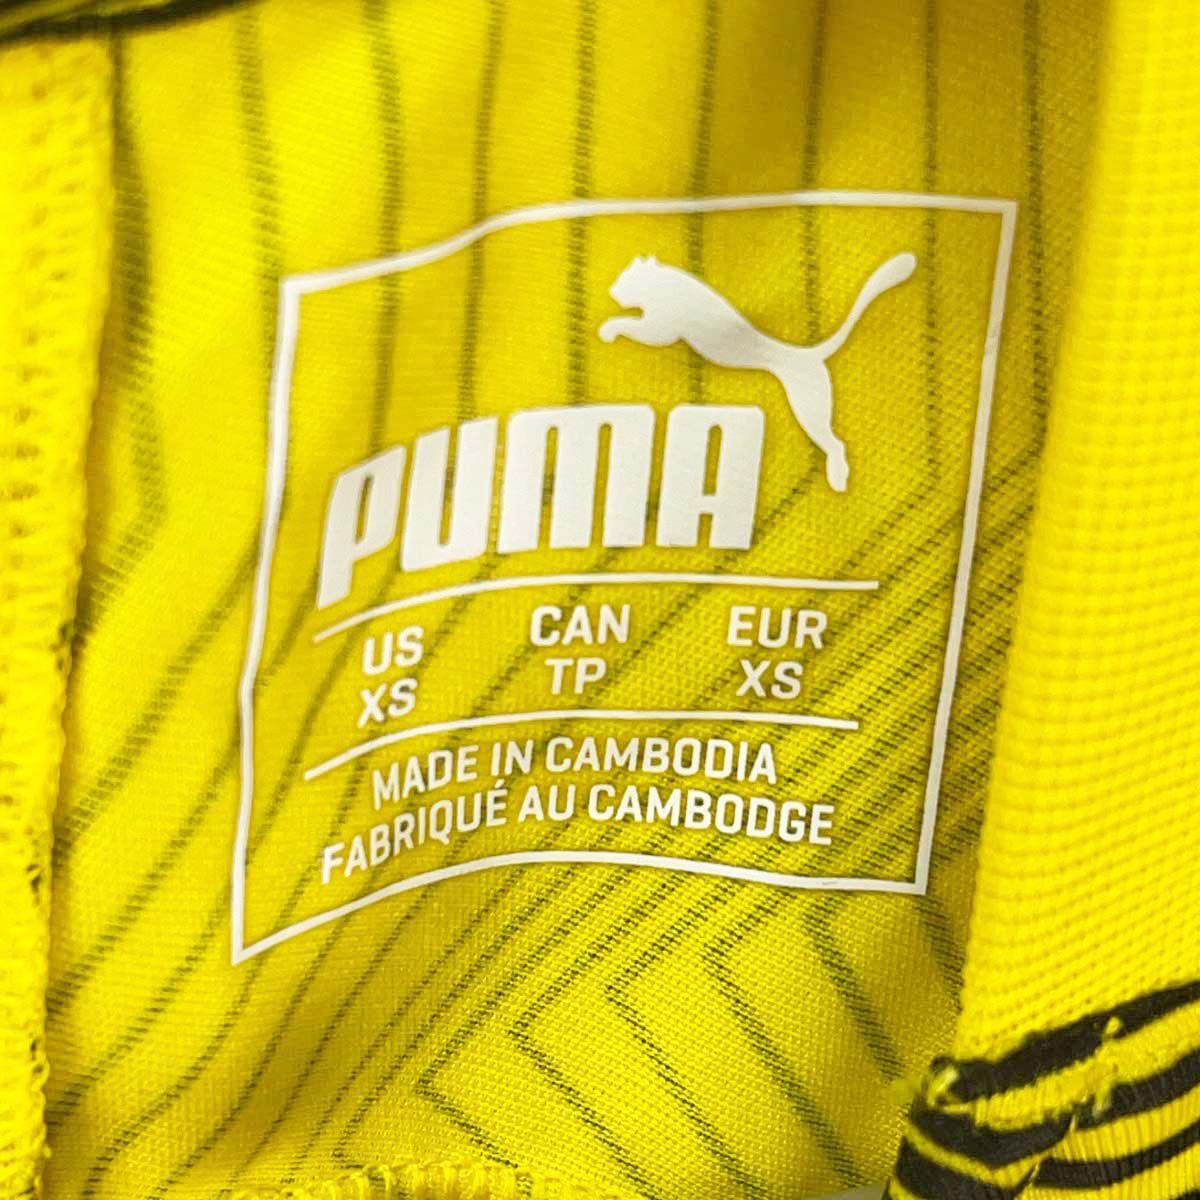 PUMA
US CAN EUR
XS TP XS
MADE IN CAMBODIA
FABRIQUÉ AU CAMBODGE